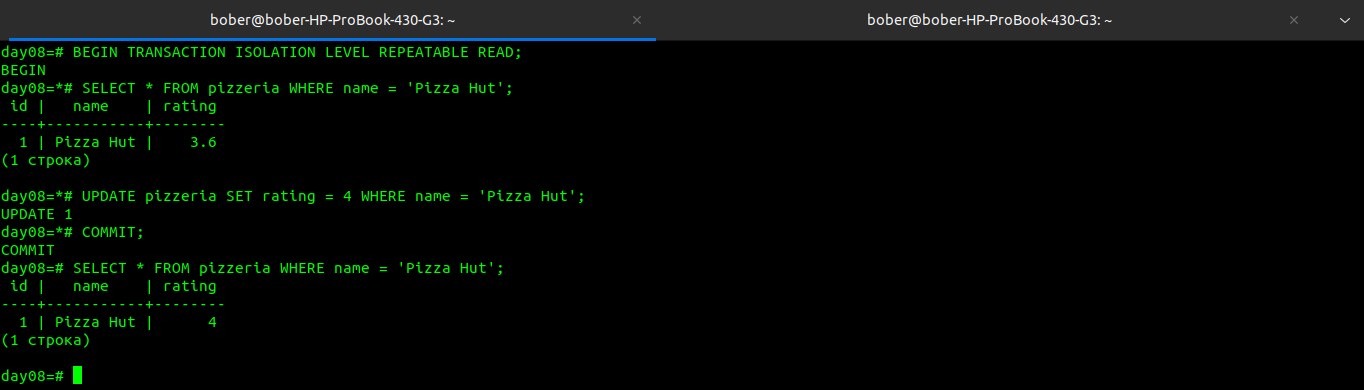 bober@bober-HP-ProBook-430-G3: ~ × bober@bober-HP-ProBook-430-G3: ~ ×
day08=# BEGIN TRANSACTION ISOLATION LEVEL REPEATABLE READ;
BEGIN
day08=*# SELECT * FROM pizzeria WHERE name = 'Pizza Hut';
 id |   name    | rating
----+-----------+--------
  1 | Pizza Hut |    3.6
(1 строка)

day08=*# UPDATE pizzeria SET rating = 4 WHERE name = 'Pizza Hut';
UPDATE 1
day08=*# COMMIT;
COMMIT
day08=# SELECT * FROM pizzeria WHERE name = 'Pizza Hut';
 id |   name    | rating
----+-----------+--------
  1 | Pizza Hut |      4
(1 строка)

day08=#